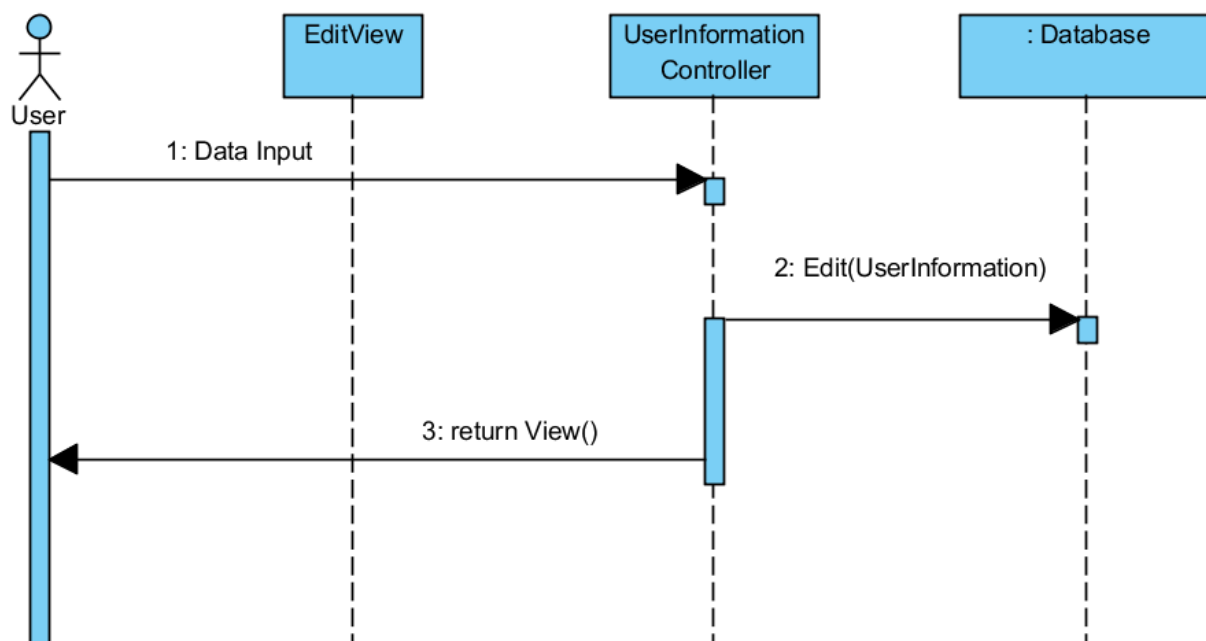 EditView
UserInformation
Controller
: Database
User
1: Data Input
2: Edit(UserInformation)
3: return View()